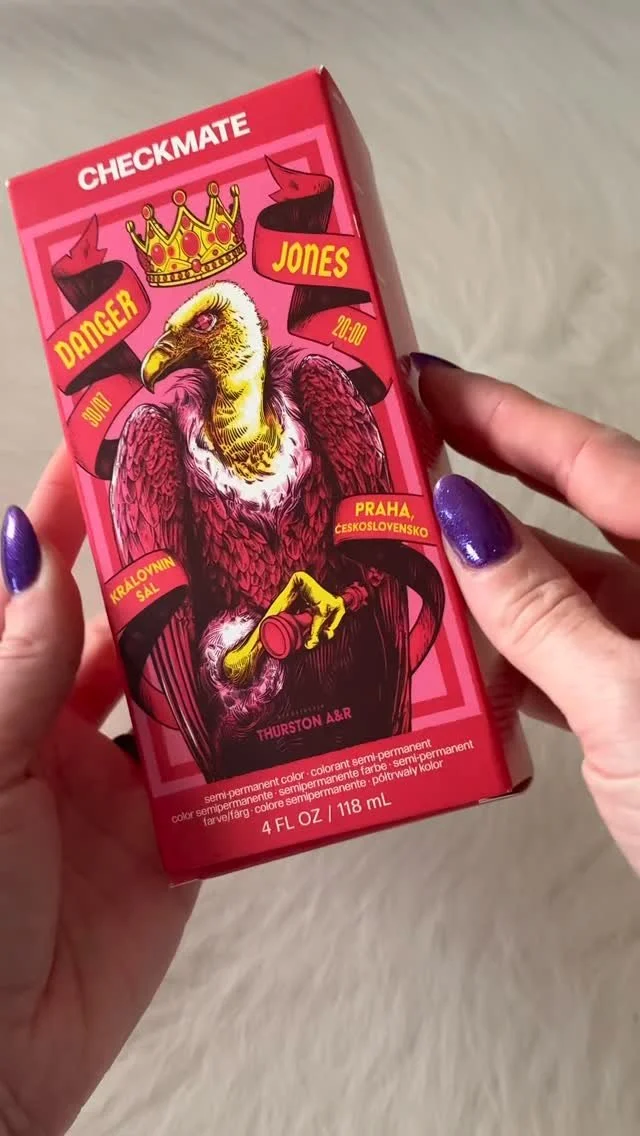 CHECKMATE
DANGER
JONES
30/07
20:00
PRAHA,
ČESKOSLOVENSKO
KRÁLOVNIN
SÁL
THURSTON A&R
semi-permanent color · colorant semi-permanent
color semipermanente · semipermanente farbe · semi-permanent
farve/färg · colore semipermanente · półtrwały kolor
4 FL OZ / 118 mL